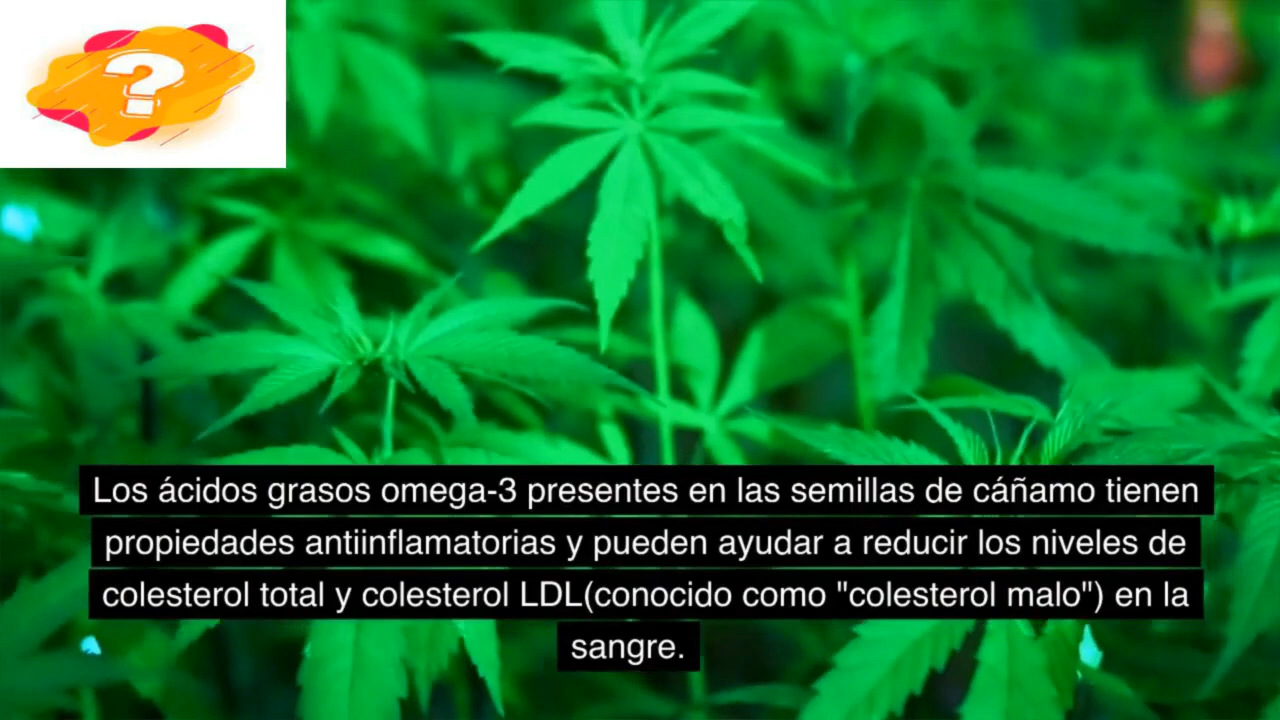 ?
Los ácidos grasos omega-3 presentes en las semillas de cáñamo tienen
propiedades antiinflamatorias y pueden ayudar a reducir los niveles de
colesterol total y colesterol LDL(conocido como "colesterol malo") en la
sangre.